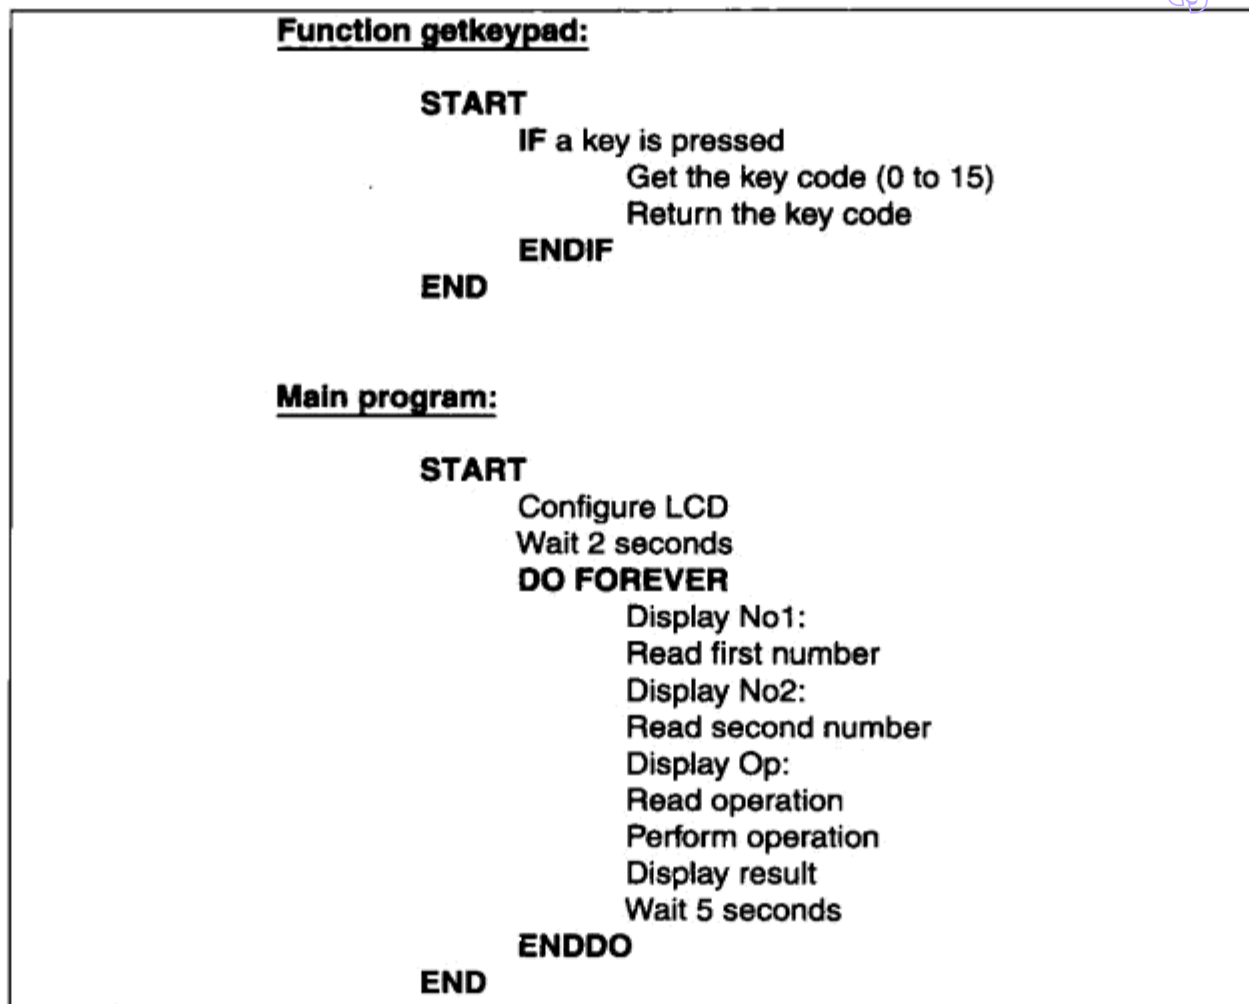 Function getkeypad:
START
IF a key is pressed
Get the key code (0 to 15)
Return the key code
ENDIF
END
Main program:
START
Configure LCD
Wait 2 seconds
DO FOREVER
Display No1:
Read first number
Display No2:
Read second number
Display Op:
Read operation
Perform operation
Display result
Wait 5 seconds
ENDDO
END